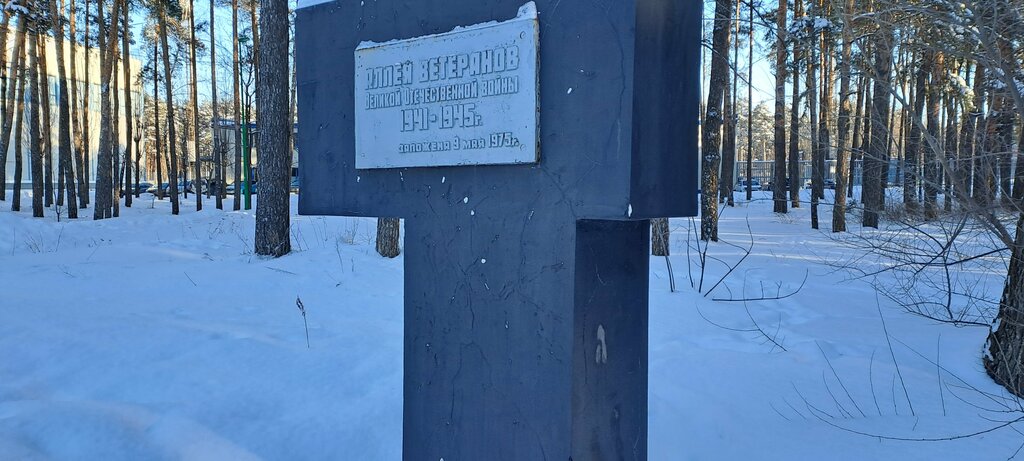 АЛЛЕЯ ВЕТЕРАНОВ
ВЕЛИКОЙ ОТЕЧЕСТВЕННОЙ ВОЙНЫ
1941-1945г.
ЗАЛОЖЕНА 9 МАЯ 1975г.